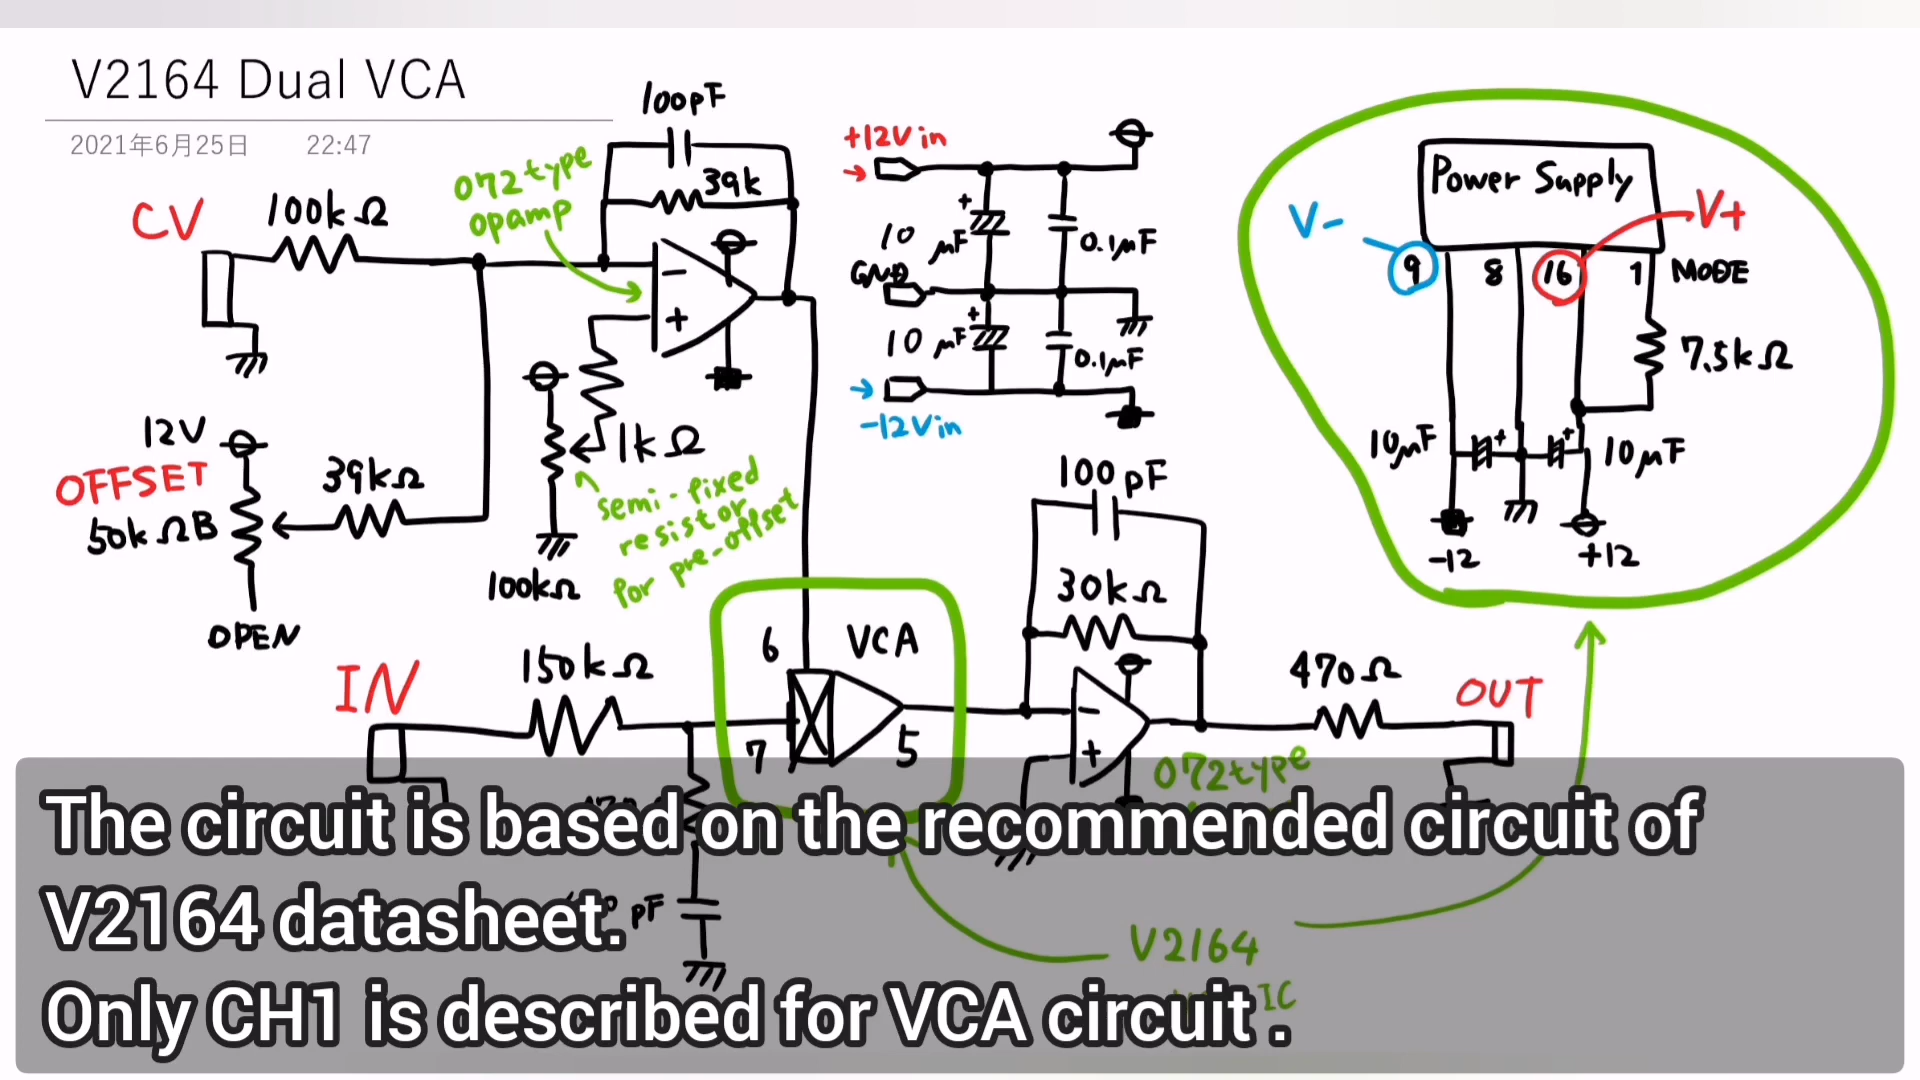 V2164 Dual VCA
2021年6月25日 22:47
100pF
39k
072type
opamp
CV
100kΩ
-
+
12V
OFFSET
50kΩB
39kΩ
OPEN
1kΩ
semi-fixed
resistor
for pre-offset
100kΩ
+12V in
10
μF
0.1μF
GND
10 μF
0.1μF
-12Vin
Power Supply
V-
V+
9
8
16
1
MODE
7.5kΩ
10μF
10μF
-12
+12
100pF
30kΩ
IN
150kΩ
6
VCA
7
5
-
+
072type
470Ω
OUT
The circuit is based on the recommended circuit of
V2164 datasheet.
pF
V2164
IC
Only CH1 is described for VCA circuit .